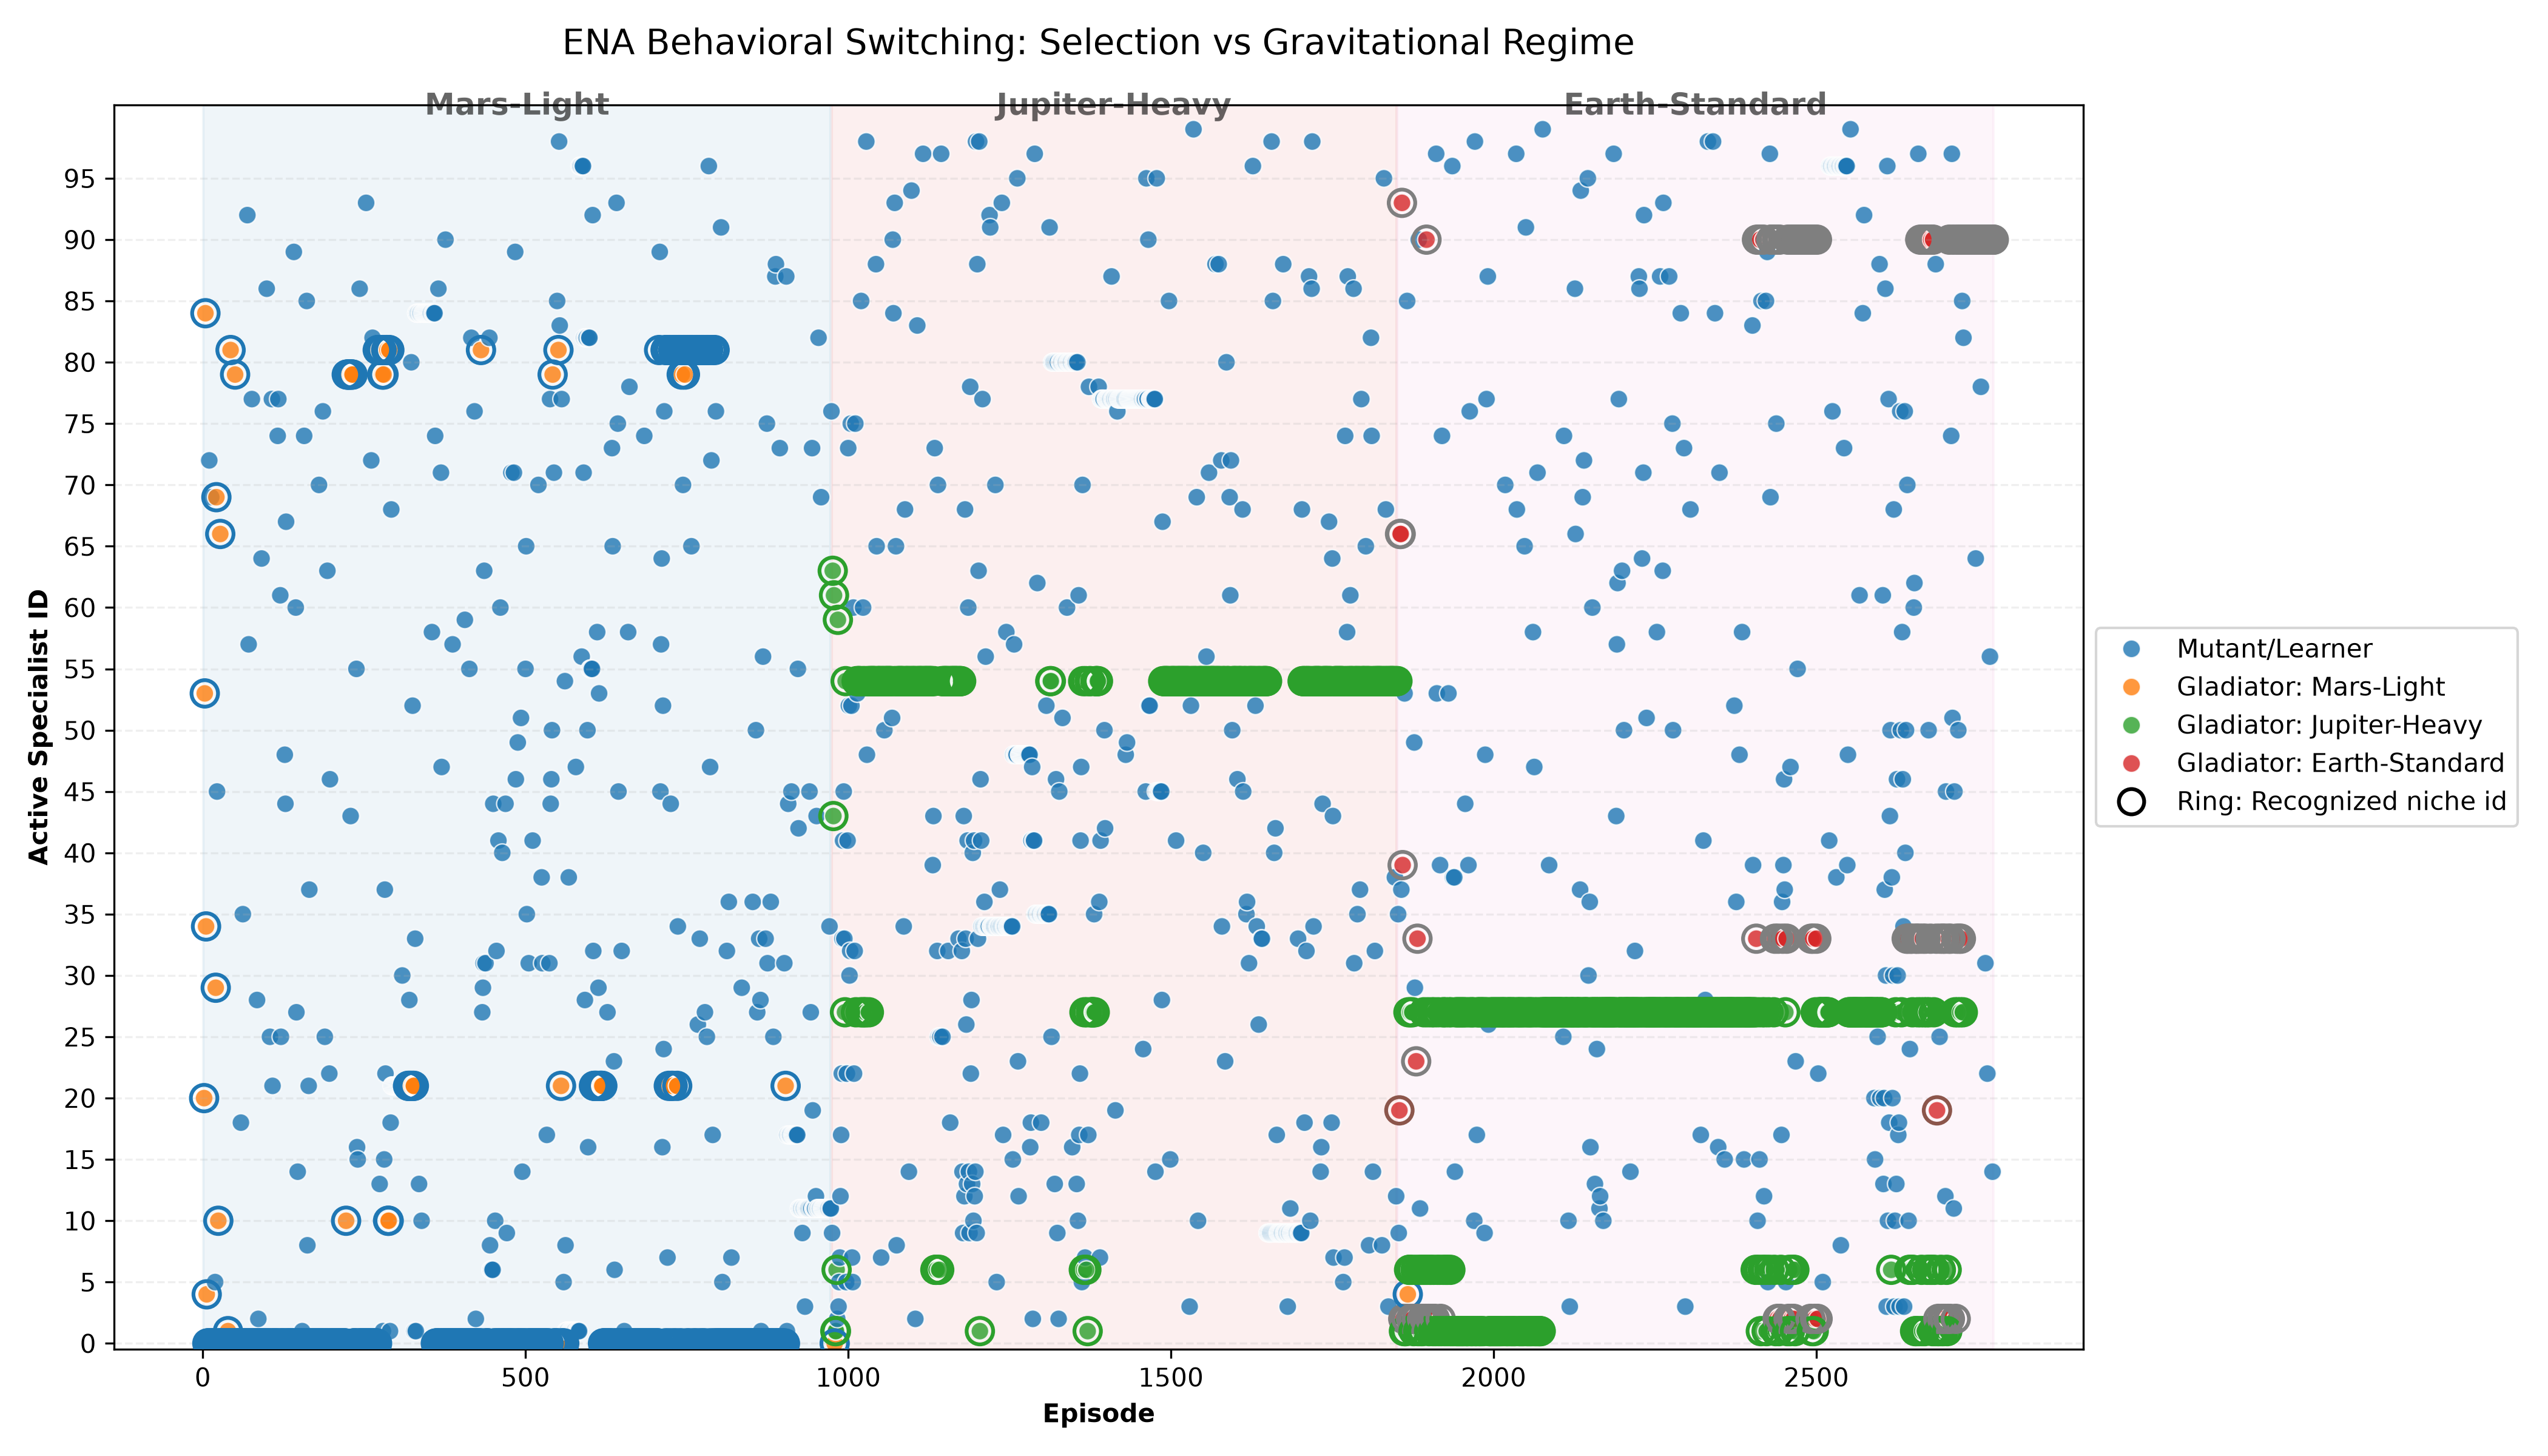 ENA Behavioral Switching: Selection vs Gravitational Regime
Mars-Light
Jupiter-Heavy
Earth-Standard
Active Specialist ID
95
90
85
80
75
70
65
60
55
50
45
40
35
30
25
20
15
10
5
0
0
500
1000
1500
2000
2500
Episode
Mutant/Learner
Gladiator: Mars-Light
Gladiator: Jupiter-Heavy
Gladiator: Earth-Standard
Ring: Recognized niche id